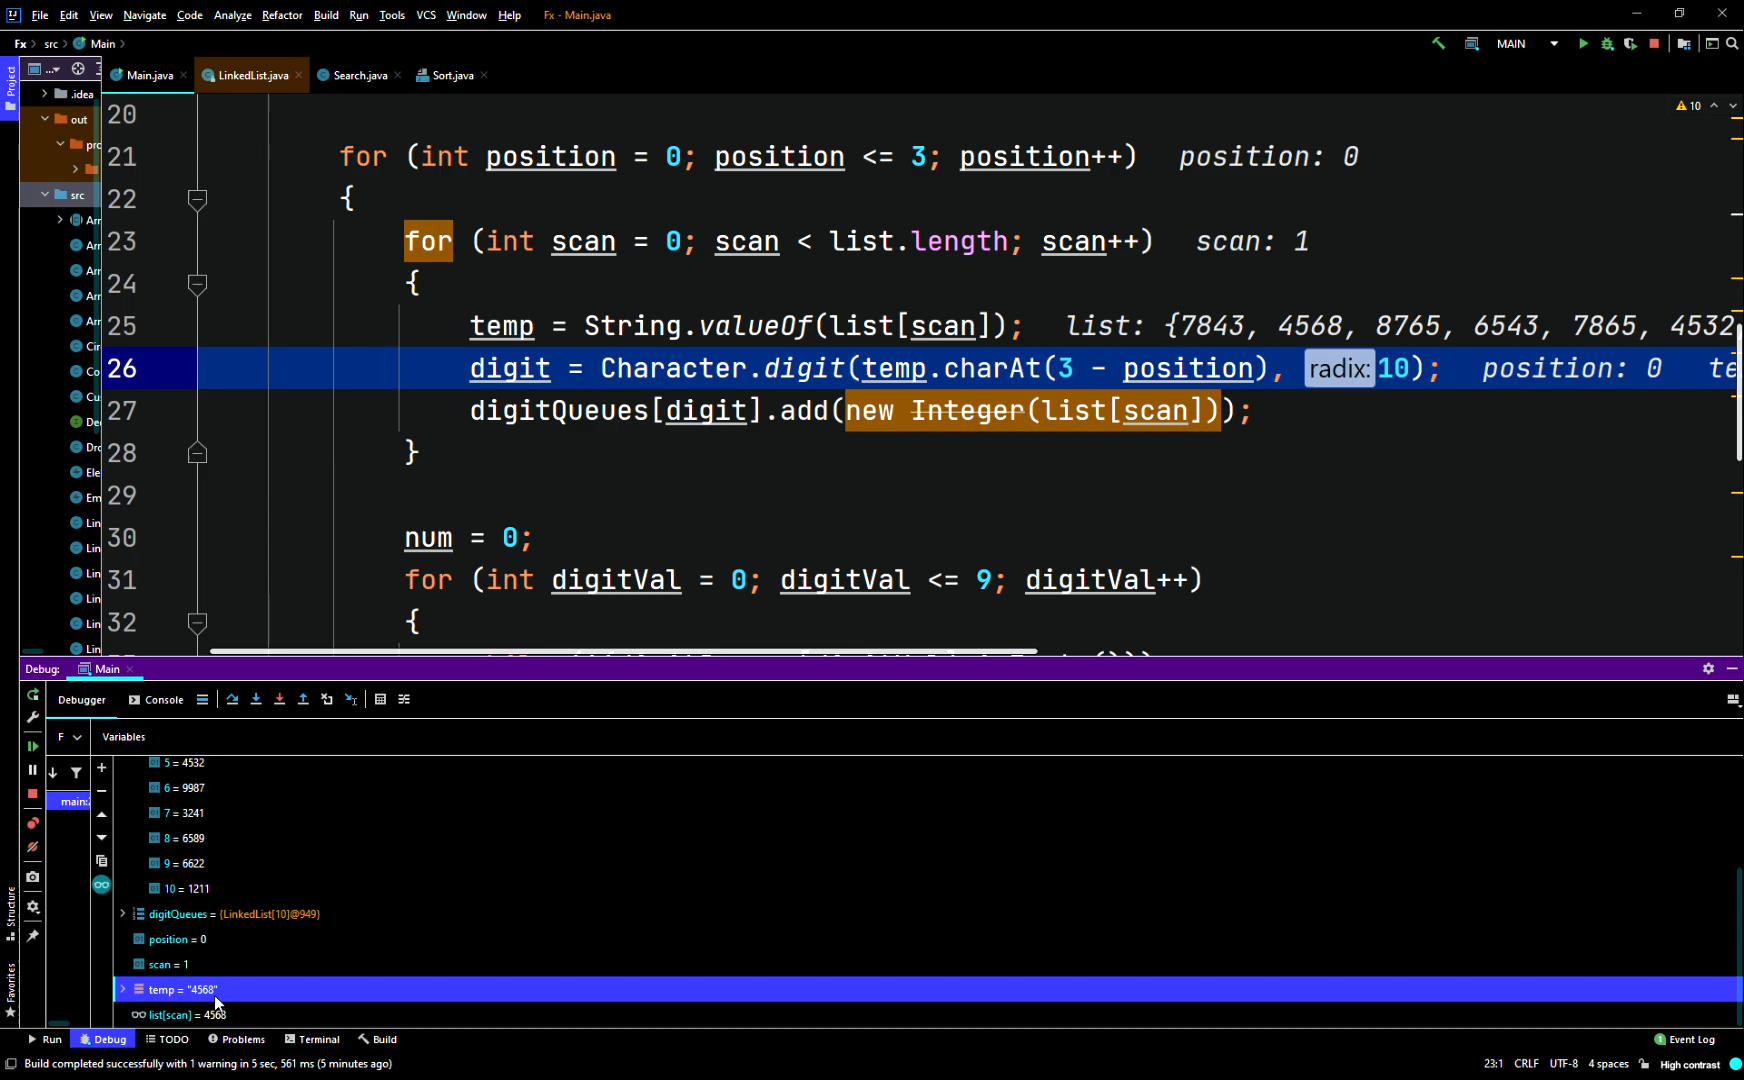 File Edit View Navigate Code Analyze Refactor Build Run Tools VCS Window Help Fx - Main.java
Fx src Main MAIN
Project
.idea
out
src
Main.java LinkedList.java Search.java Sort.java
10
20
21 for (int position = 0; position <= 3; position++) position: 0
22 {
23 for (int scan = 0; scan < list.length; scan++) scan: 1
24 {
25 temp = String.valueOf(list[scan]); list: {7843, 4568, 8765, 6543, 7865, 4532
26 digit = Character.digit(temp.charAt(3 - position), radix: 10); position: 0 te
27 digitQueues[digit].add(new Integer(list[scan]));
28 }
29
30 num = 0;
31 for (int digitVal = 0; digitVal <= 9; digitVal++)
32 {
Debug: Main
Debugger Console
F Variables
main:
5 = 4532
6 = 9987
7 = 3241
8 = 6589
9 = 6622
10 = 1211
digitQueues = {LinkedList[10]@949}
position = 0
scan = 1
temp = "4568"
list[scan] = 4568
Structure
Favorites
Run Debug TODO Problems Terminal Build 1 Event Log
Build completed successfully with 1 warning in 5 sec, 561 ms (5 minutes ago) 23:1 CRLF UTF-8 4 spaces High contrast